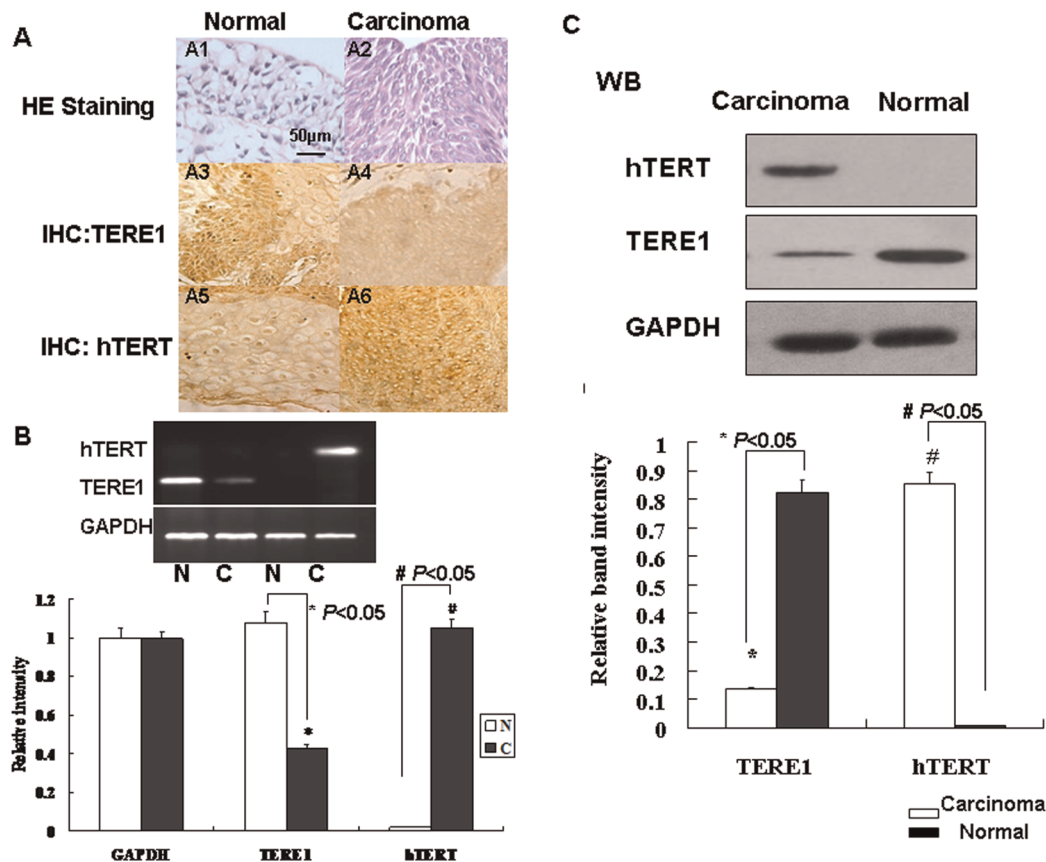 A
Normal Carcinoma
HE Staining
A1 A2
50μm
IHC:TERE1
A3 A4
IHC: hTERT
A5 A6
B
hTERT
TERE1
GAPDH
N C N C
Relative intensity
1.2
1
0.8
0.6
0.4
0.2
0
* P<0.05
*
# P<0.05
#
N
C
GAPDH TERE1 hTERT
C
WB
Carcinoma Normal
hTERT
TERE1
GAPDH
Relative band intensity
1
0.9
0.8
0.7
0.6
0.5
0.4
0.3
0.2
0.1
0
* P<0.05
*
# P<0.05
#
TERE1 hTERT
Carcinoma
Normal